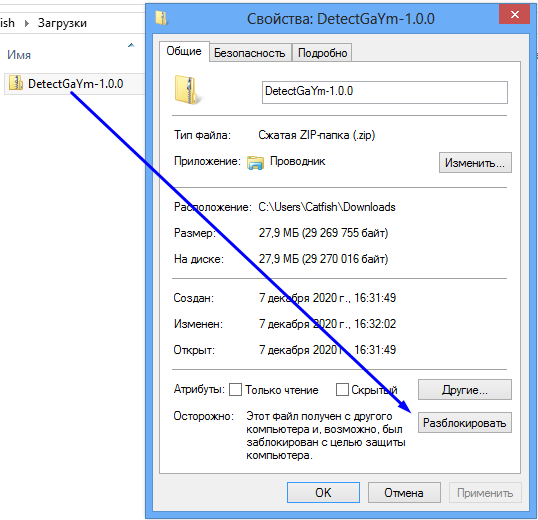 ish ▸ Загрузки
Имя
DetectGaYm-1.0.0
Свойства: DetectGaYm-1.0.0
Общие Безопасность Подробно
DetectGaYm-1.0.0
Тип файла: Сжатая ZIP-папка (.zip)
Приложение: Проводник Изменить...
Расположение: C:\Users\Catfish\Downloads
Размер: 27,9 МБ (29 269 755 байт)
На диске: 27,9 МБ (29 270 016 байт)
Создан: 7 декабря 2020 г., 16:31:49
Изменен: 7 декабря 2020 г., 16:32:02
Открыт: 7 декабря 2020 г., 16:31:49
Атрибуты: Только чтение Скрытый Другие...
Осторожно: Этот файл получен с другого
компьютера и, возможно, был
заблокирован с целью защиты
компьютера.
Разблокировать
OK Отмена Применить